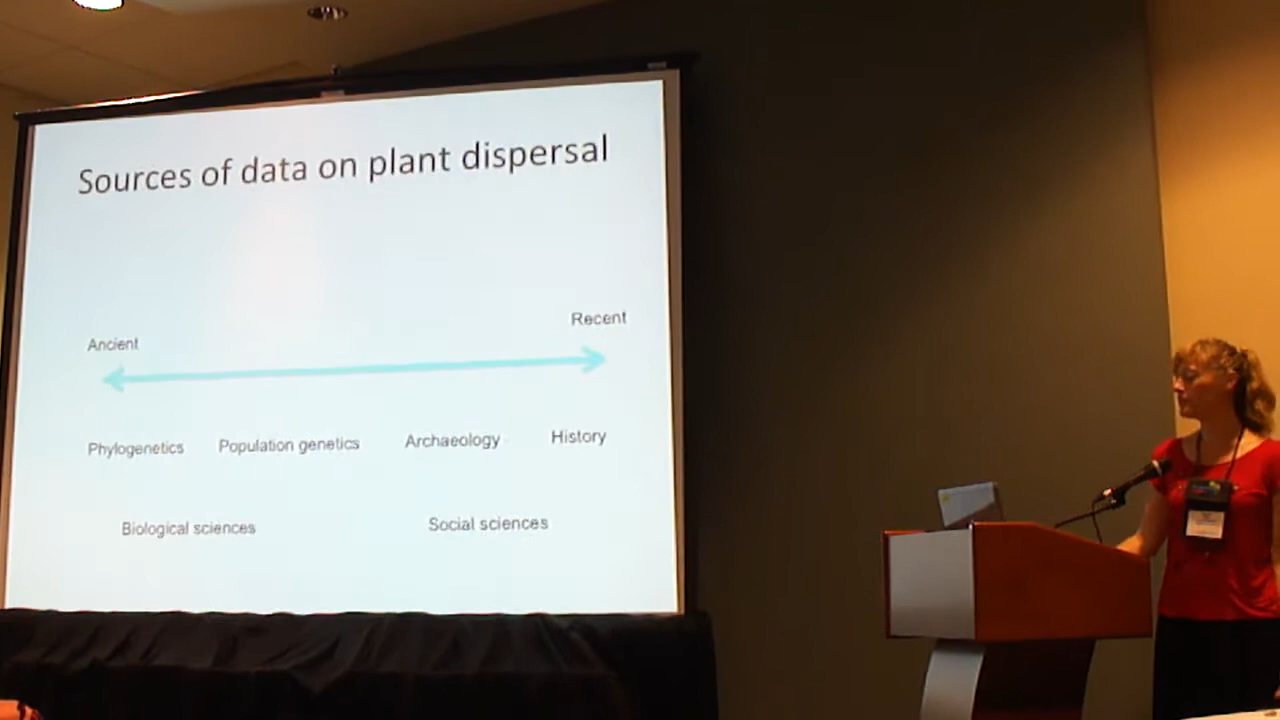 Sources of data on plant dispersal
Ancient
Recent
Phylogenetics Population genetics Archaeology History
Biological sciences Social sciences